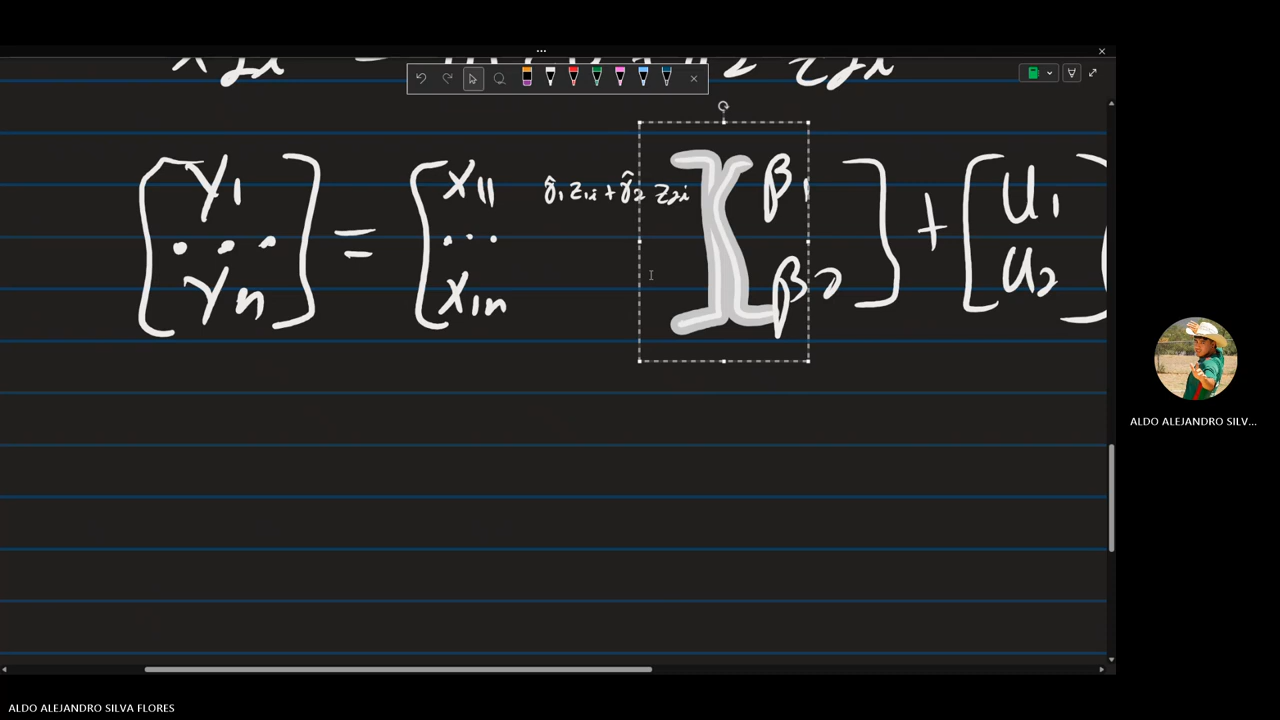 Y1 X11 γ̂1 z1i + γ̂2 z2i β1 U1
... = ... +
Yn X1n β2 U2
ALDO ALEJANDRO SILV...
ALDO ALEJANDRO SILVA FLORES